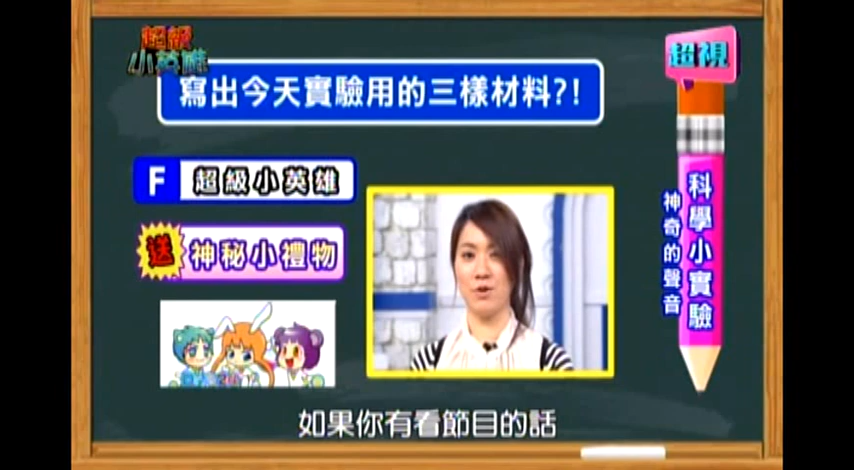 超級
小英雄
超視
寫出今天實驗用的三樣材料?!
F 超級小英雄
送 神秘小禮物
科學小實驗
神奇的聲音
如果你有看節目的話